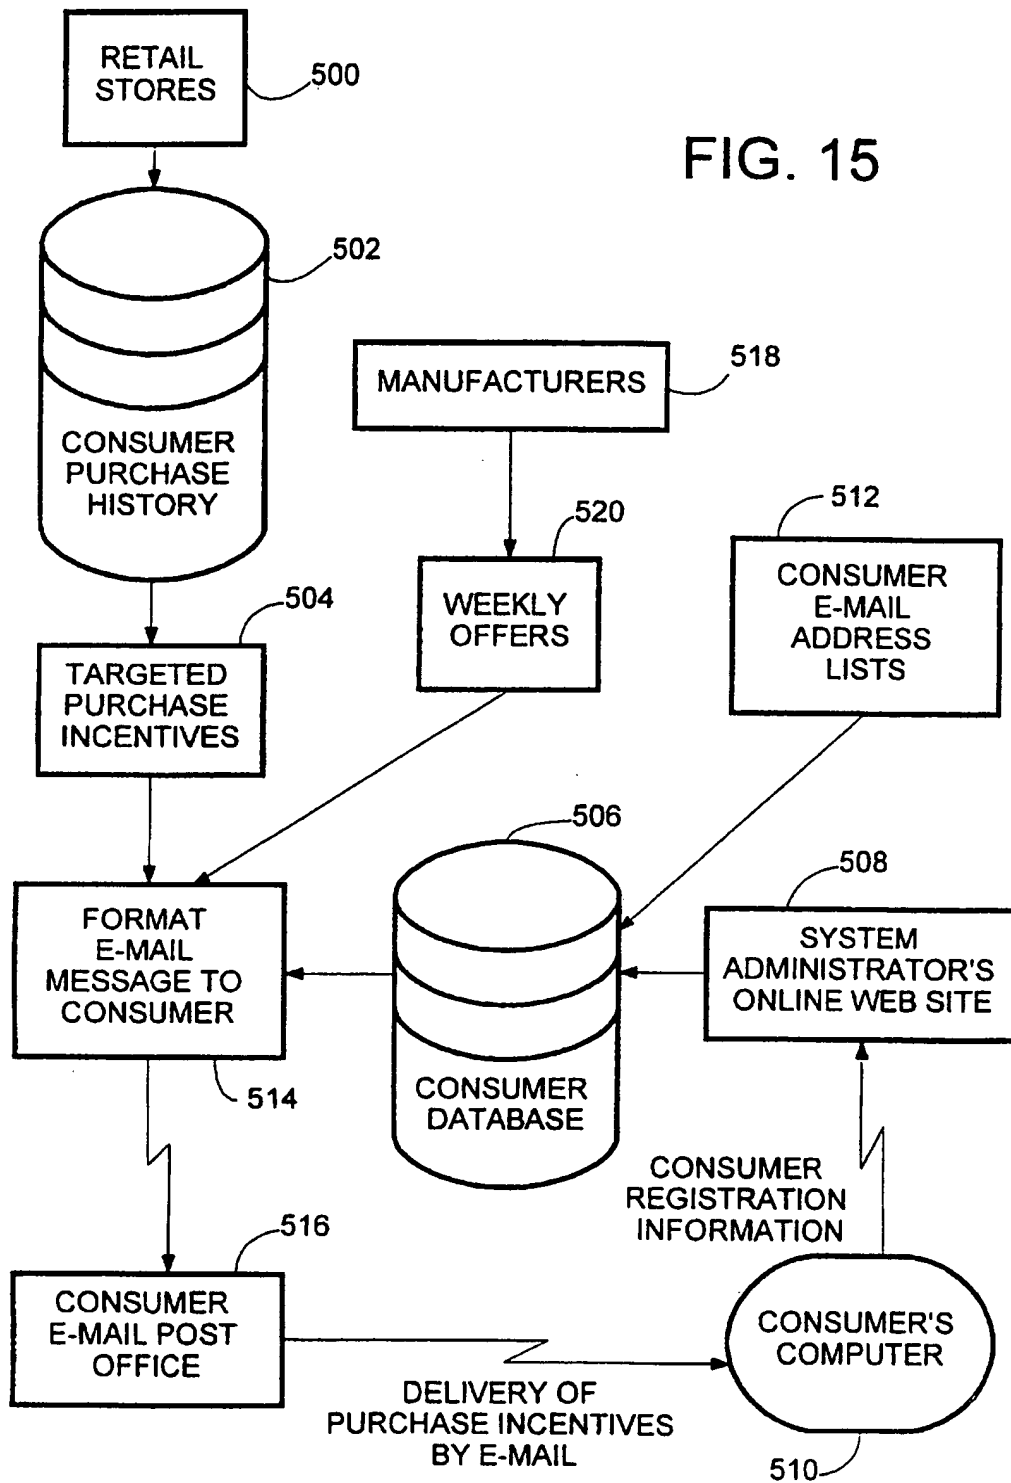 RETAIL
STORES
500
FIG. 15
502
CONSUMER
PURCHASE
HISTORY
MANUFACTURERS
518
520
WEEKLY
OFFERS
512
CONSUMER
E-MAIL
ADDRESS
LISTS
504
TARGETED
PURCHASE
INCENTIVES
506
CONSUMER
DATABASE
508
SYSTEM
ADMINISTRATOR'S
ONLINE WEB SITE
FORMAT
E-MAIL
MESSAGE TO
CONSUMER
514
CONSUMER
REGISTRATION
INFORMATION
516
CONSUMER
E-MAIL POST
OFFICE
DELIVERY OF
PURCHASE INCENTIVES
BY E-MAIL
CONSUMER'S
COMPUTER
510